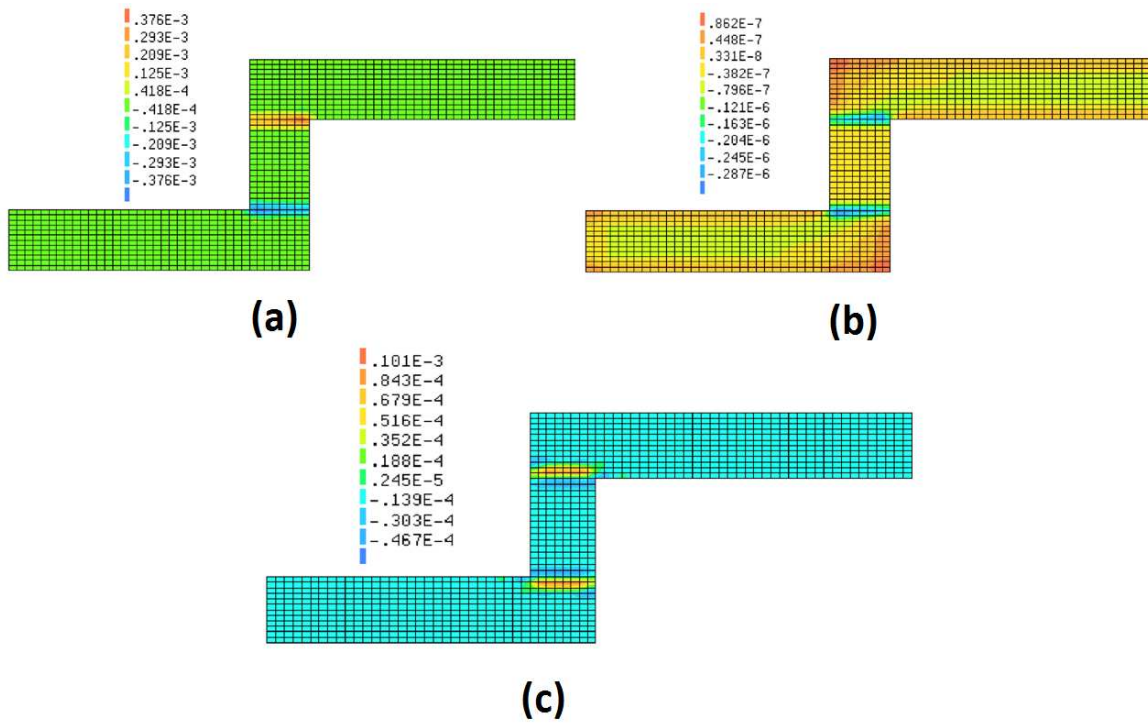 .376E-3
.293E-3
.209E-3
.125E-3
.418E-4
-.418E-4
-.125E-3
-.209E-3
-.293E-3
-.376E-3
(a)
.862E-7
.448E-7
.331E-8
-.382E-7
-.796E-7
-.121E-6
-.163E-6
-.204E-6
-.245E-6
-.287E-6
(b)
.101E-3
.843E-4
.679E-4
.516E-4
.352E-4
.188E-4
.245E-5
-.139E-4
-.303E-4
-.467E-4
(c)